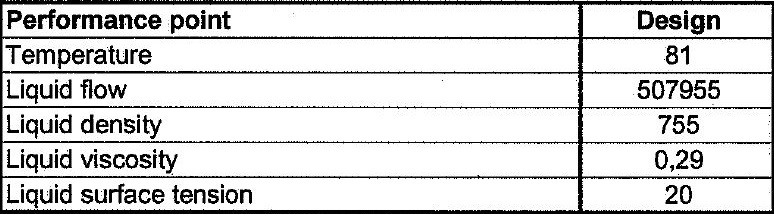 Performance point Design
Temperature 81
Liquid flow 507955
Liquid density 755
Liquid viscosity 0,29
Liquid surface tension 20